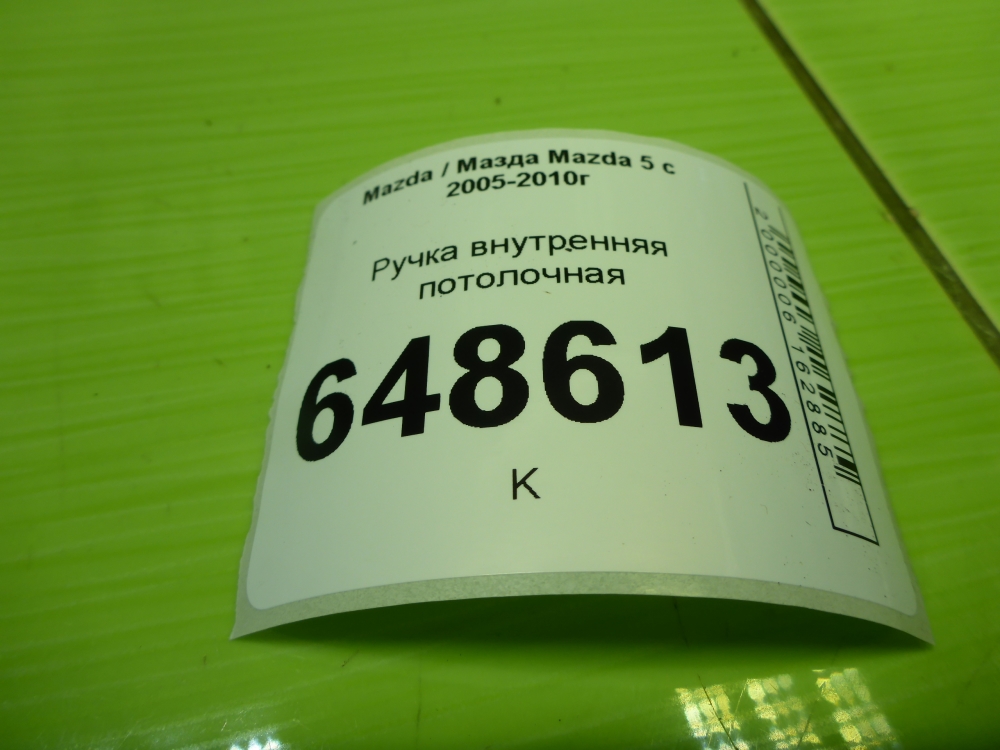 Mazda / Мазда Mazda 5 с
2005-2010г
Ручка внутренняя
потолочная
648613
К
2000006162885